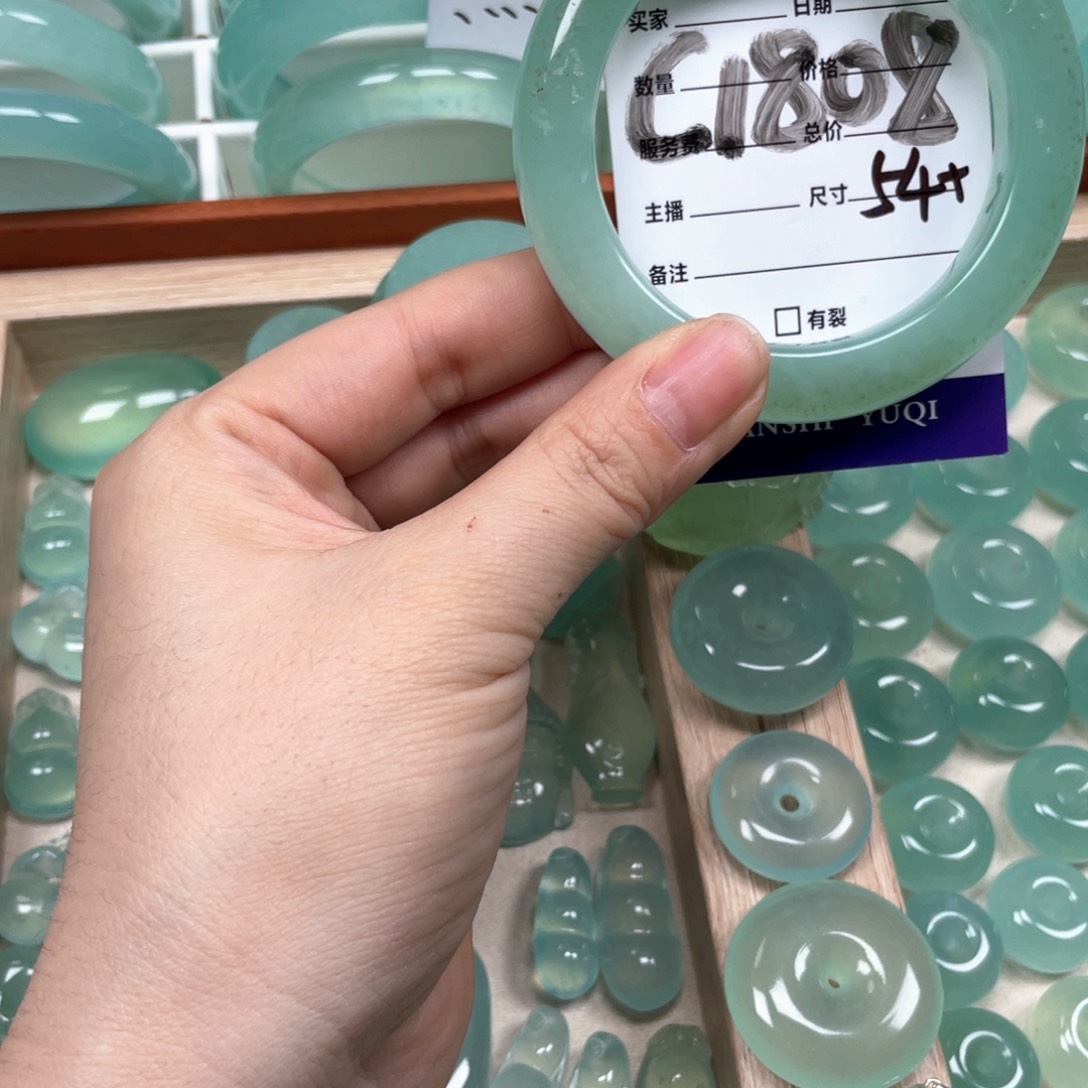 买家 日期
C1808
数量 价格
服务费 总价
主播 尺寸 54+
备注
□有裂
YUQI